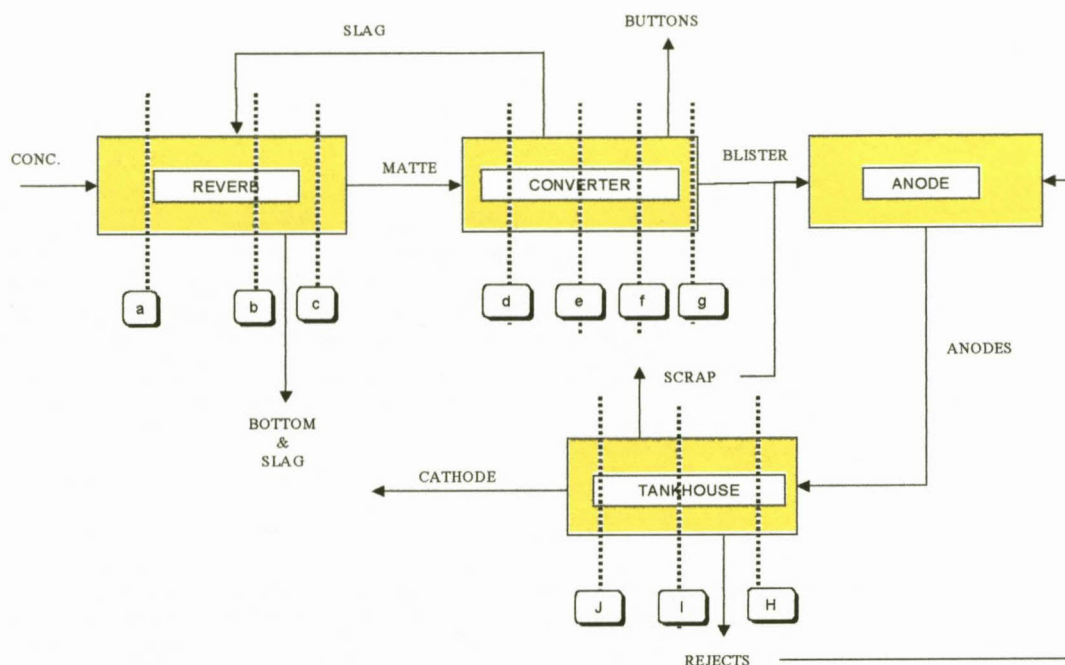 BUTTONS
SLAG
CONC.
REVERB
MATTE
CONVERTER
BLISTER
ANODE
a
b
c
d
e
f
g
ANODES
SCRAP
BOTTOM
&
SLAG
CATHODE
TANKHOUSE
J
I
H
REJECTS